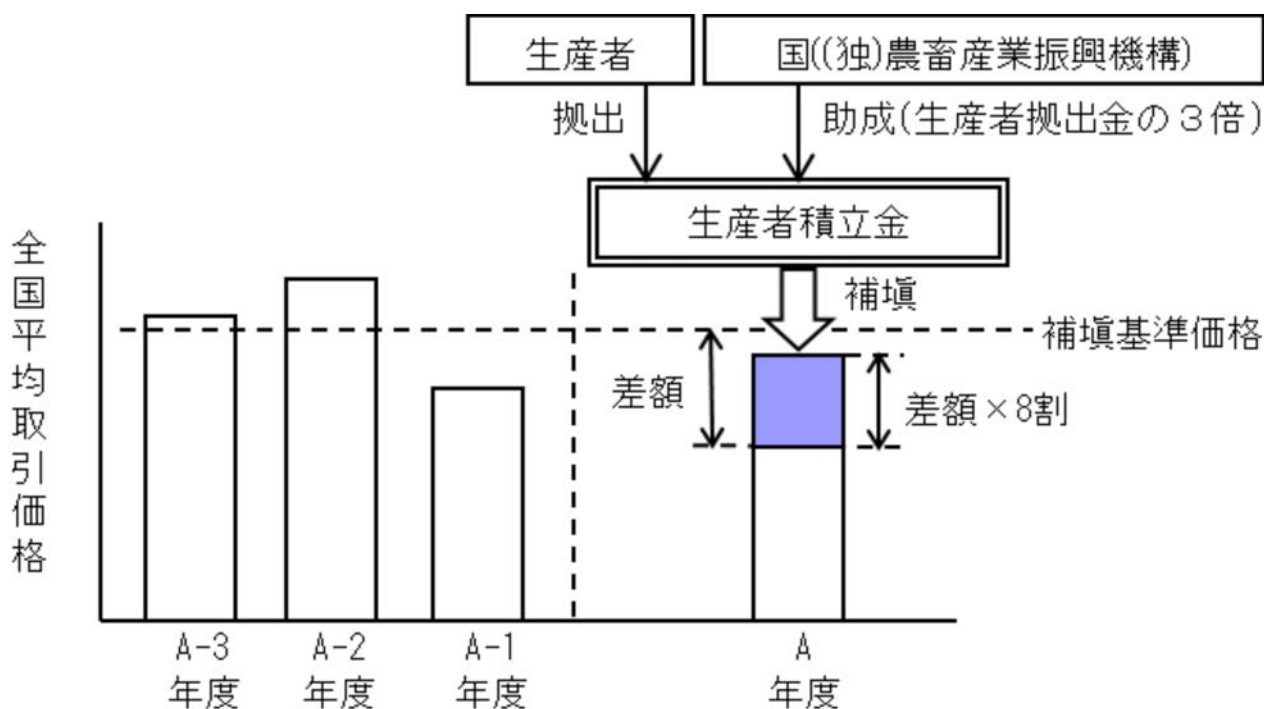 生産者
国((独)農畜産業振興機構)
拠出
助成(生産者拠出金の３倍)
生産者積立金
補塡
全国平均取引価格
補塡基準価格
差額
差額×8割
A-3
年度
A-2
年度
A-1
年度
A
年度